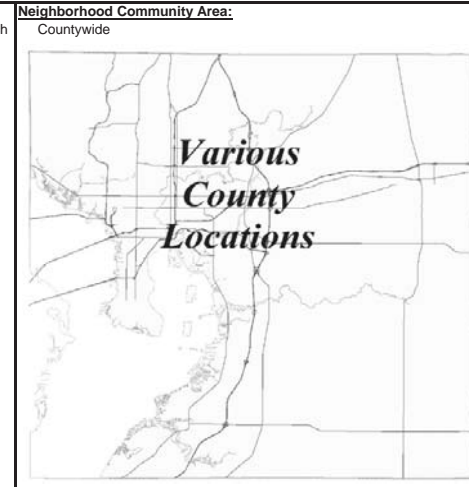 Neighborhood Community Area:
h Countywide
Various
County
Locations